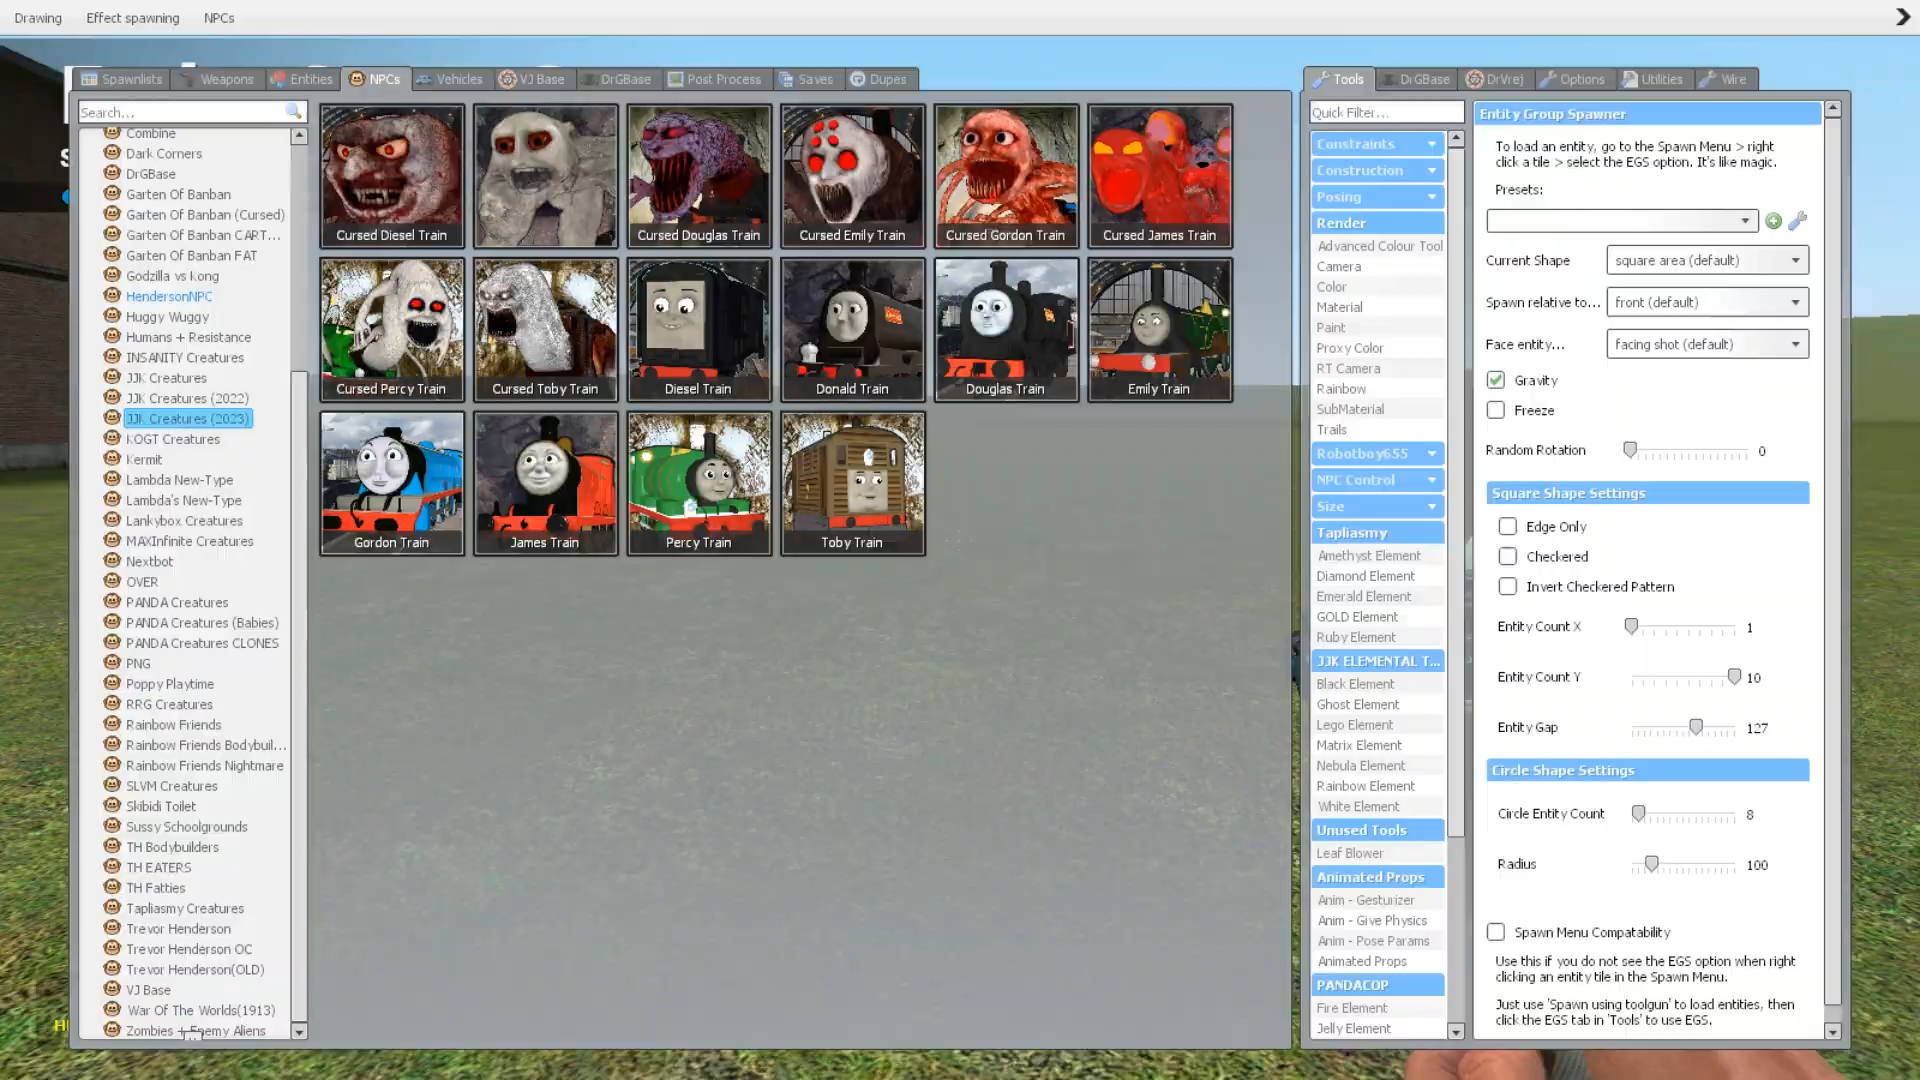 Drawing
Effect spawning
NPCs
Spawnlists
Weapons
Entities
NPCs
Vehicles
VJ Base
DrGBase
Post Process
Saves
Dupes
Search...
Combine
Dark Corners
DrGBase
Garten Of Banban
Garten Of Banban (Cursed)
Garten Of Banban CART...
Garten Of Banban FAT
Godzilla vs Kong
HendersonNPC
Huggy Wuggy
Humans + Resistance
INSANITY Creatures
JJK Creatures
JJK Creatures (2022)
JJK Creatures (2023)
KOGT Creatures
Kermit
Lambda New-Type
Lambda's New-Type
Lankybox Creatures
MAXInfinite Creatures
Nextbot
OVER
PANDA Creatures
PANDA Creatures (Babies)
PANDA Creatures CLONES
PNG
Poppy Playtime
RRG Creatures
Rainbow Friends
Rainbow Friends Bodybuil...
Rainbow Friends Nightmare
SLVM Creatures
Skibidi Toilet
Sussy Schoolgrounds
TH Bodybuilders
TH EATERS
TH Fatties
Tapliasmy Creatures
Trevor Henderson
Trevor Henderson OC
Trevor Henderson(OLD)
VJ Base
War Of The Worlds(1913)
Zombies + Enemy Aliens
Cursed Diesel Train
Cursed Douglas Train
Cursed Emily Train
Cursed Gordon Train
Cursed James Train
Cursed Percy Train
Cursed Toby Train
Diesel Train
Donald Train
Douglas Train
Emily Train
Gordon Train
James Train
Percy Train
Toby Train
Tools
DrGBase
DrVrej
Options
Utilities
Wire
Quick Filter...
Constraints
Construction
Posing
Render
Advanced Colour Tool
Camera
Color
Material
Paint
Proxy Color
RT Camera
Rainbow
SubMaterial
Trails
Robotboy655
NPC Control
Size
Tapliasmy
Amethyst Element
Diamond Element
Emerald Element
GOLD Element
Ruby Element
JJK ELEMENTAL T...
Black Element
Ghost Element
Lego Element
Matrix Element
Nebula Element
Rainbow Element
White Element
Unused Tools
Leaf Blower
Animated Props
Anim - Gesturizer
Anim - Give Physics
Anim - Pose Params
Animated Props
PANDACOP
Fire Element
Jelly Element
Entity Group Spawner
To load an entity, go to the Spawn Menu > right
click a tile > select the EGS option. It's like magic.
Presets:
Current Shape square area (default)
Spawn relative to... front (default)
Face entity... facing shot (default)
Gravity
Freeze
Random Rotation 0
Square Shape Settings
Edge Only
Checkered
Invert Checkered Pattern
Entity Count X 1
Entity Count Y 10
Entity Gap 127
Circle Shape Settings
Circle Entity Count 8
Radius 100
Spawn Menu Compatability
Use this if you do not see the EGS option when right
clicking an entity tile in the Spawn Menu.
Just use 'Spawn using toolgun' to load entities, then
click the EGS tab in 'Tools' to use EGS.